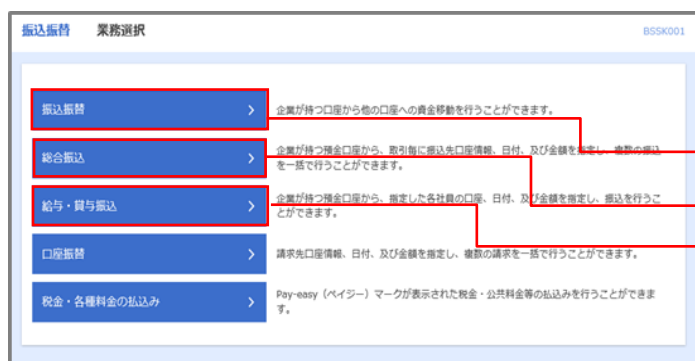 振込振替 業務選択
BSSK001
振込振替
企業が持つ口座から他の口座への資金移動を行うことができます。
総合振込
企業が持つ預金口座から、取引毎に振込先口座情報、日付、及び金額を指定し、複数の振込
を一括で行うことができます。
給与・賞与振込
企業が持つ預金口座から、指定した各社員の口座、日付、及び金額を指定し、振込を行うこ
とができます。
口座振替
請求先口座情報、日付、及び金額を指定し、複数の請求を一括で行うことができます。
税金・各種料金の払込み
Pay-easy（ペイジー）マークが表示された税金・公共料金等の払込みを行うことができま
す。